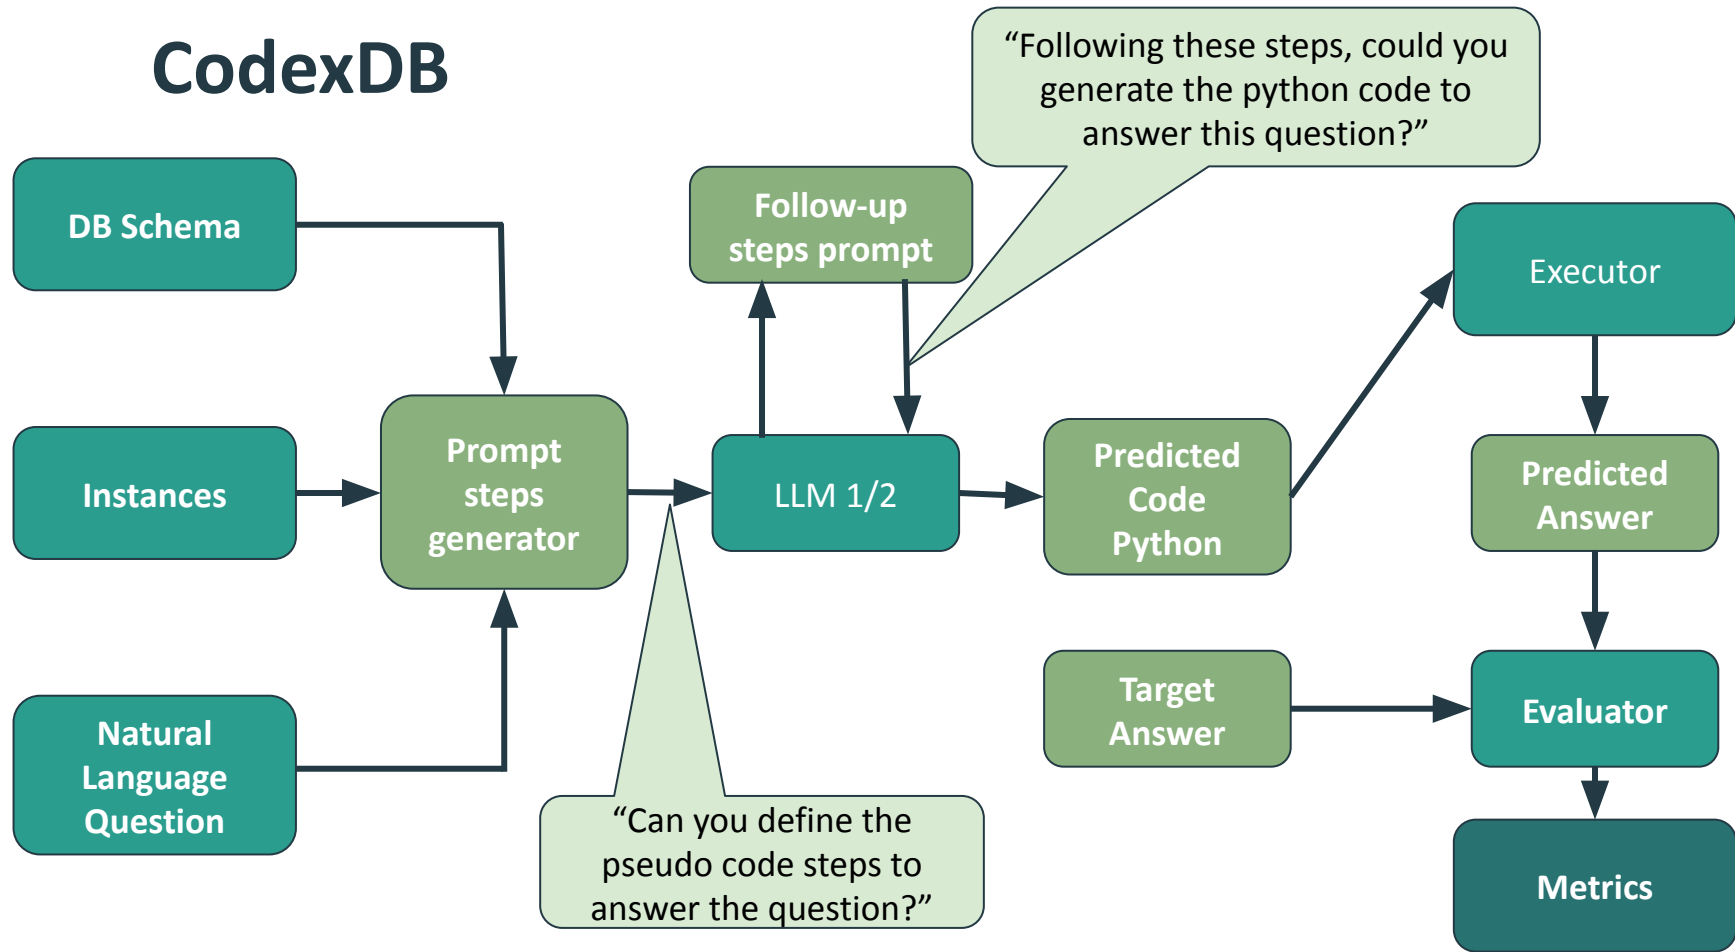 CodexDB
“Following these steps, could you
generate the python code to
answer this question?”
DB Schema
Follow-up
steps prompt
Executor
Instances
Prompt
steps
generator
LLM 1/2
Predicted
Code
Python
Predicted
Answer
Natural
Language
Question
Target
Answer
Evaluator
“Can you define the
pseudo code steps to
answer the question?”
Metrics